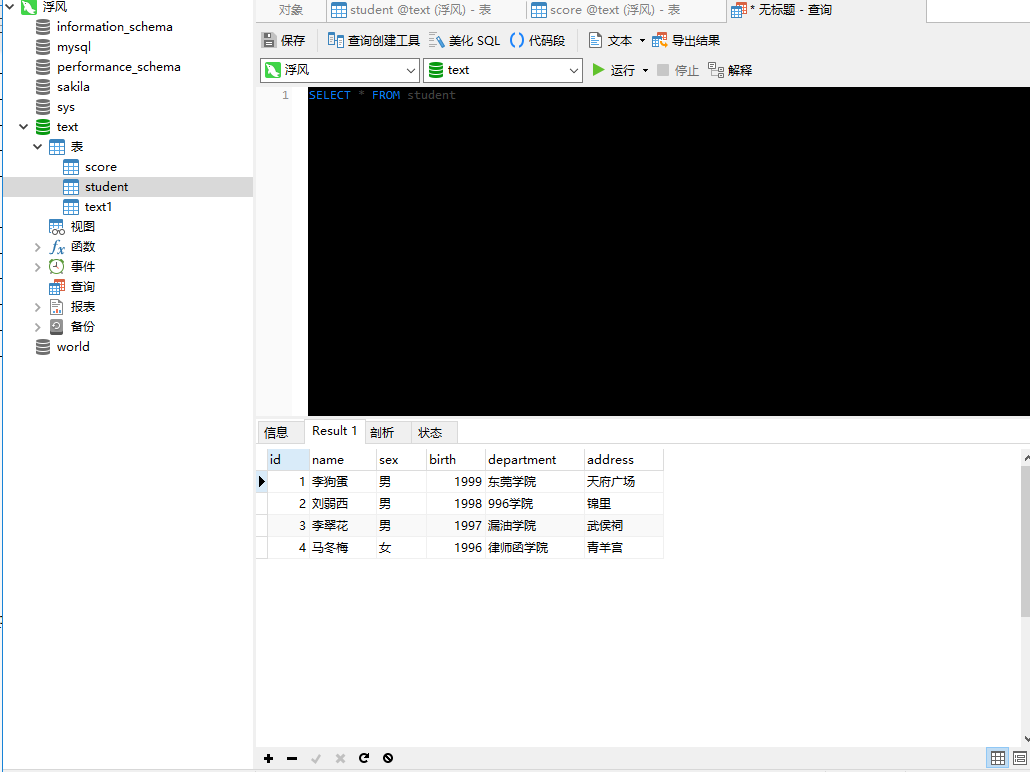 浮风
information_schema
mysql
performance_schema
sakila
sys
text
表
score
student
text1
视图
函数
事件
查询
报表
备份
world
对象 student @text (浮风) - 表 score @text (浮风) - 表 * 无标题 - 查询
保存 查询创建工具 美化 SQL () 代码段 文本 导出结果
浮风 text 运行 停止 解释
1 SELECT * FROM student
信息 Result 1 剖析 状态
id name sex birth department address
1 李狗蛋 男 1999 东莞学院 天府广场
2 刘弱西 男 1998 996学院 锦里
3 李翠花 男 1997 漏油学院 武侯祠
4 马冬梅 女 1996 律师函学院 青羊宫